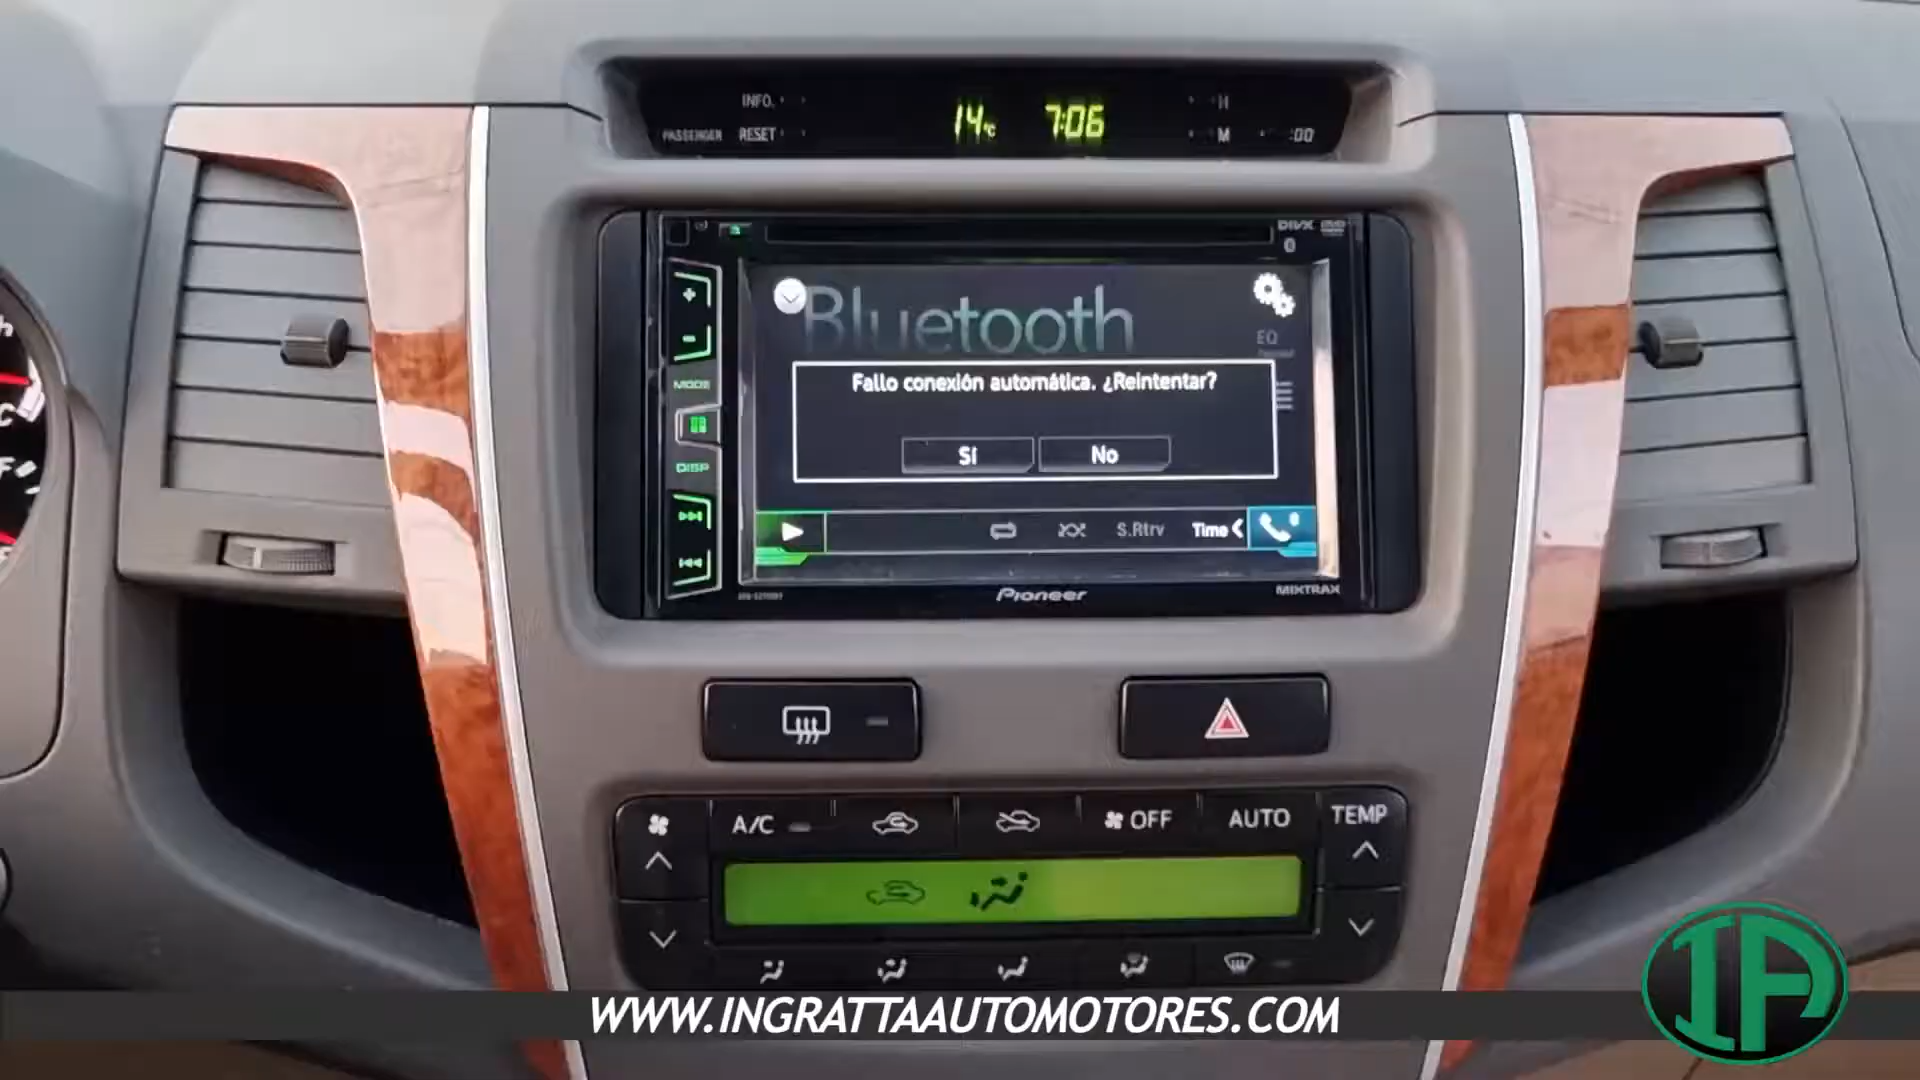 INFO.
H
14°C 7:06
PASSENGER RESET
M
:00
DIVX
Bluetooth
EQ
Fallo conexión automática. ¿Reintentar?
MODE
Sí
No
DISP
S.Rtrv
Time
Pioneer
MIXTRAX
A/C
OFF
AUTO
TEMP
WWW.INGRATTAAUTOMOTORES.COM
IA